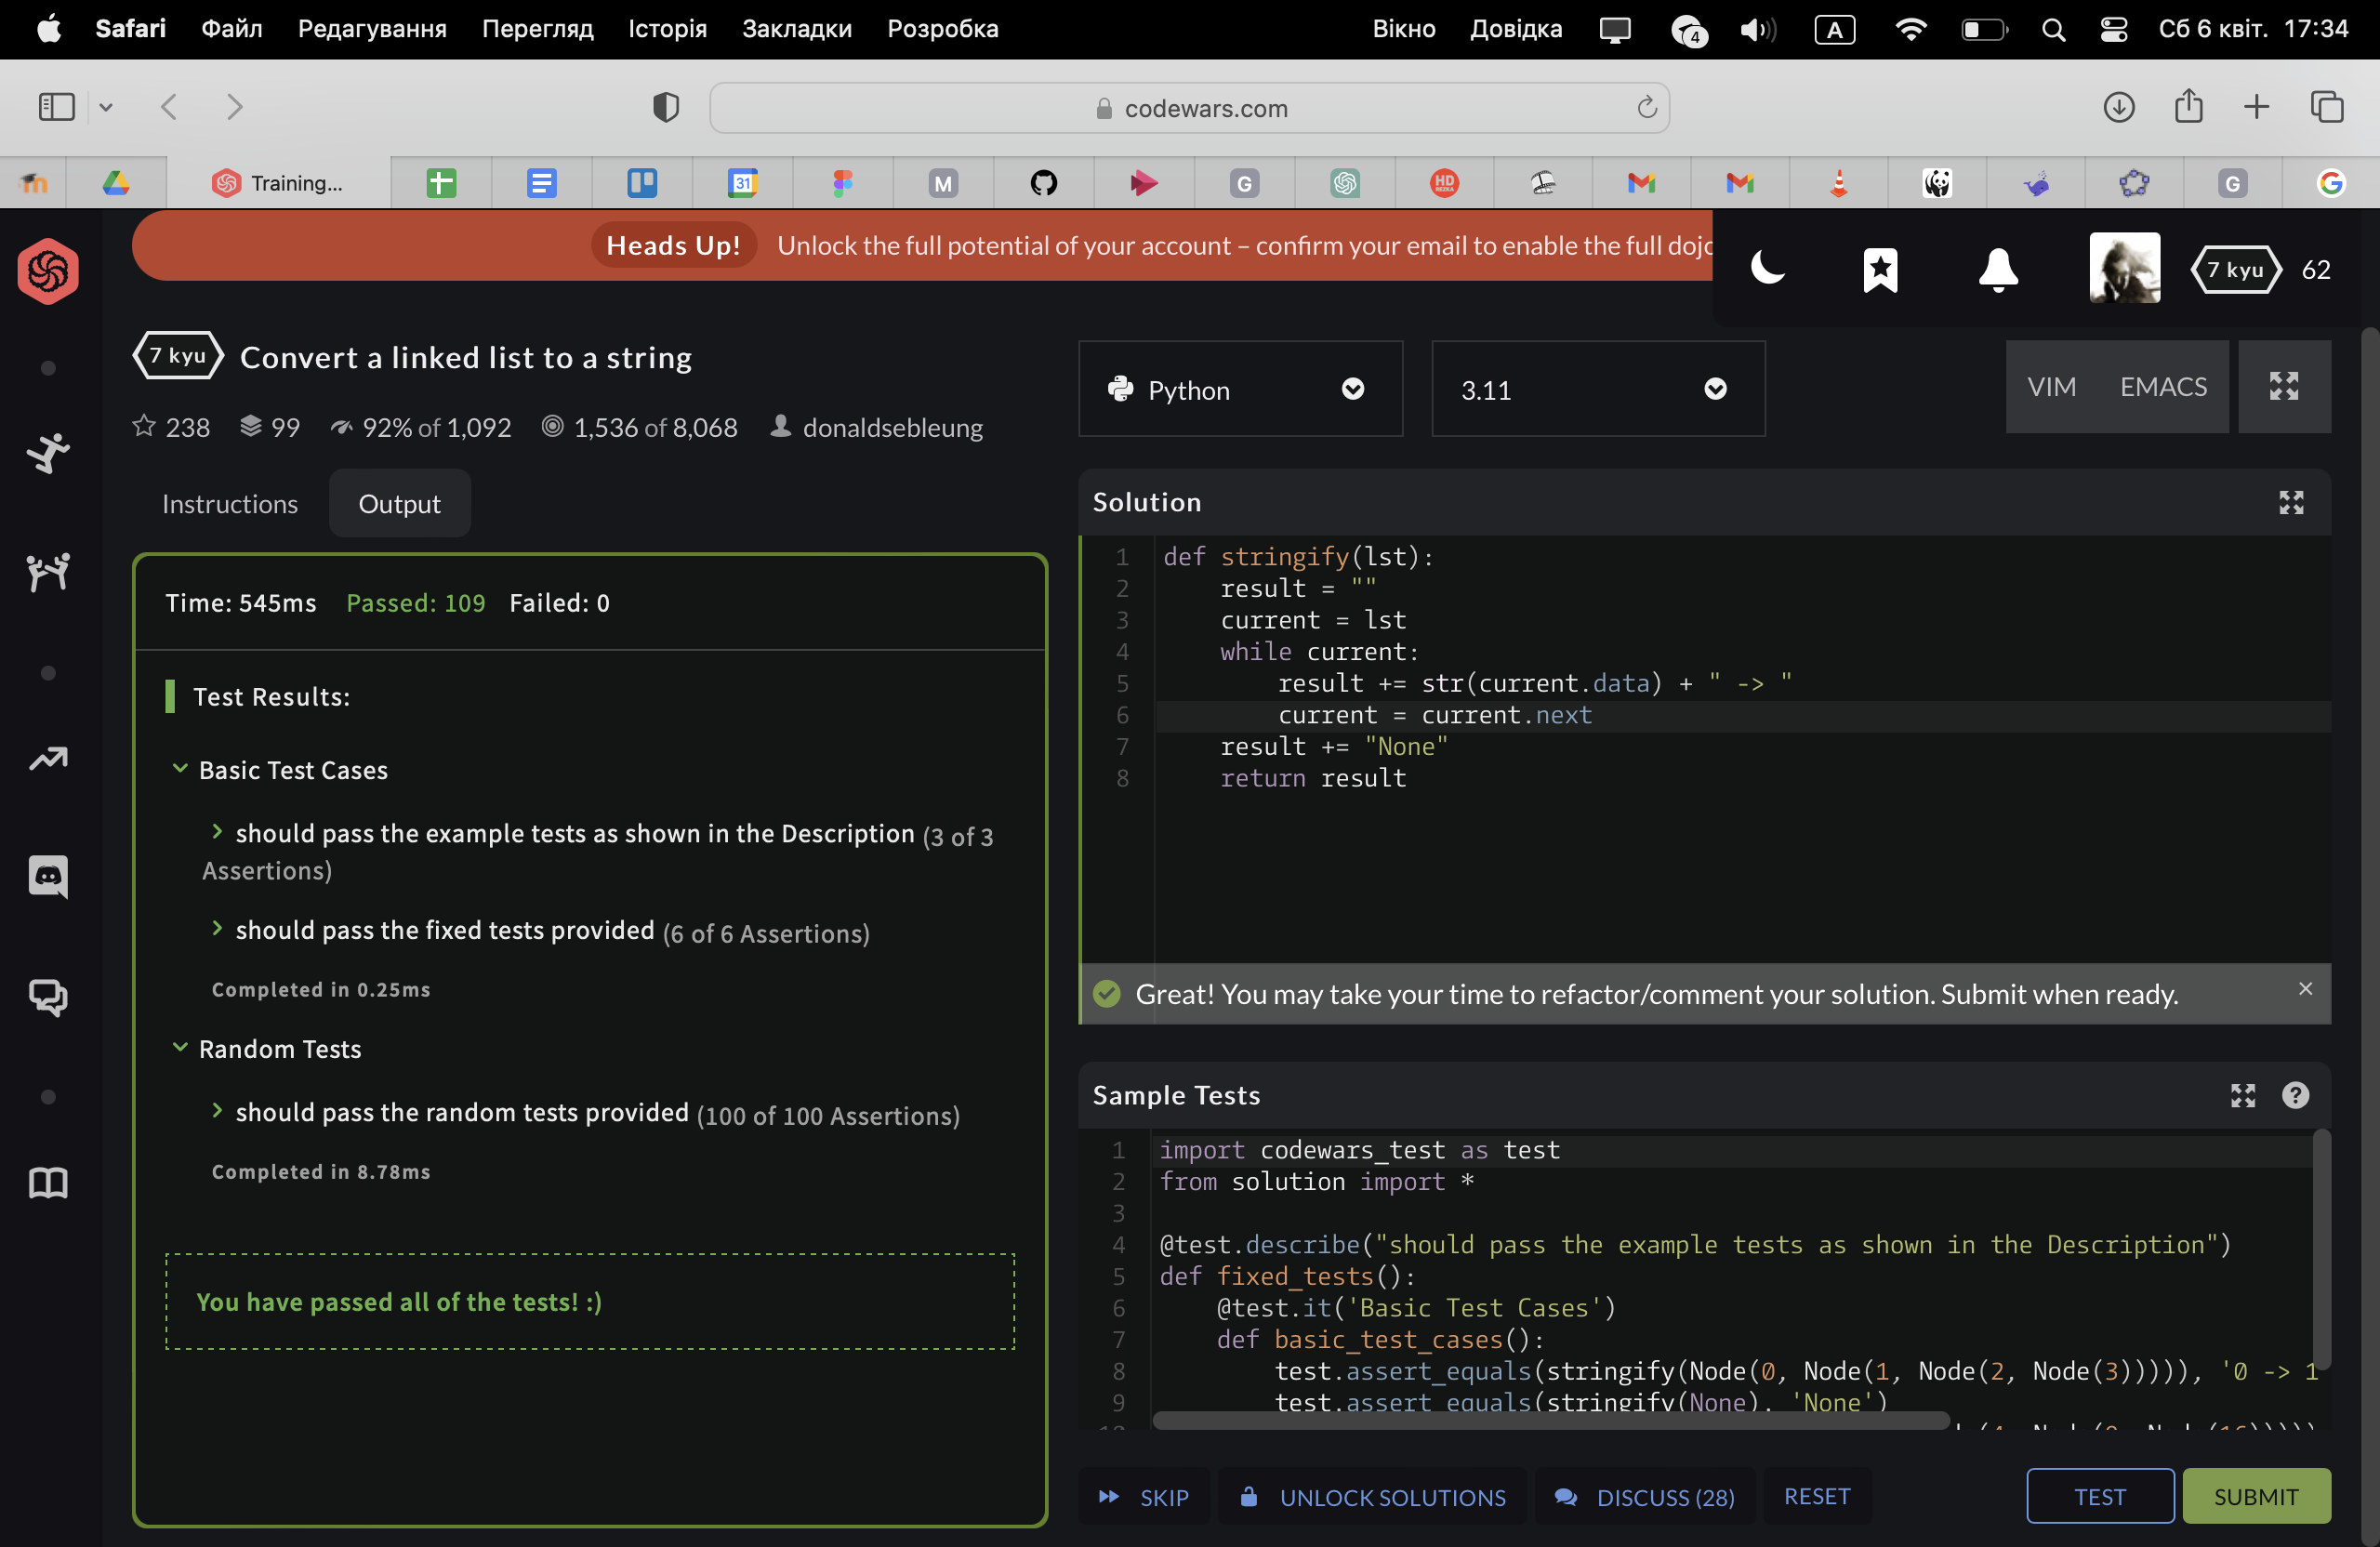 Safari Файл Редагування Перегляд Історія Закладки Розробка Вікно Довідка 4 A Сб 6 квіт. 17:34
codewars.com
Training... 31 M G HD REZKA G
Heads Up! Unlock the full potential of your account – confirm your email to enable the full dojo
7 kyu 62
7 kyu Convert a linked list to a string
238 99 92% of 1,092 1,536 of 8,068 donaldsebleung
Instructions Output
Time: 545ms Passed: 109 Failed: 0
Test Results:
Basic Test Cases
should pass the example tests as shown in the Description (3 of 3
Assertions)
should pass the fixed tests provided (6 of 6 Assertions)
Completed in 0.25ms
Random Tests
should pass the random tests provided (100 of 100 Assertions)
Completed in 8.78ms
You have passed all of the tests! :)
Python 3.11 VIM EMACS
Solution
1 def stringify(lst):
2     result = ""
3     current = lst
4     while current:
5         result += str(current.data) + " -> "
6         current = current.next
7     result += "None"
8     return result
Great! You may take your time to refactor/comment your solution. Submit when ready. ×
Sample Tests ?
1 import codewars_test as test
2 from solution import *
3
4 @test.describe("should pass the example tests as shown in the Description")
5 def fixed_tests():
6     @test.it('Basic Test Cases')
7     def basic_test_cases():
8         test.assert_equals(stringify(Node(0, Node(1, Node(2, Node(3))))), '0 -> 1
9         test.assert_equals(stringify(None), 'None')
SKIP UNLOCK SOLUTIONS DISCUSS (28) RESET TEST SUBMIT